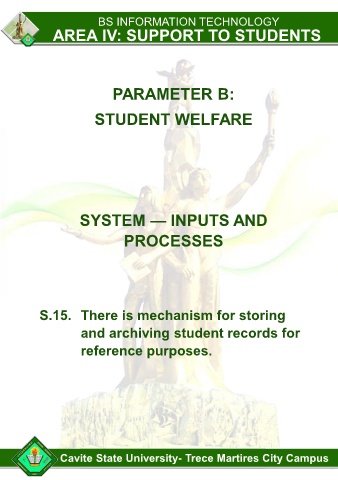 BS INFORMATION TECHNOLOGY
AREA IV: SUPPORT TO STUDENTS
PARAMETER B:
STUDENT WELFARE
SYSTEM — INPUTS AND
PROCESSES
S.15. There is mechanism for storing
and archiving student records for
reference purposes.
Cavite State University- Trece Martires City Campus